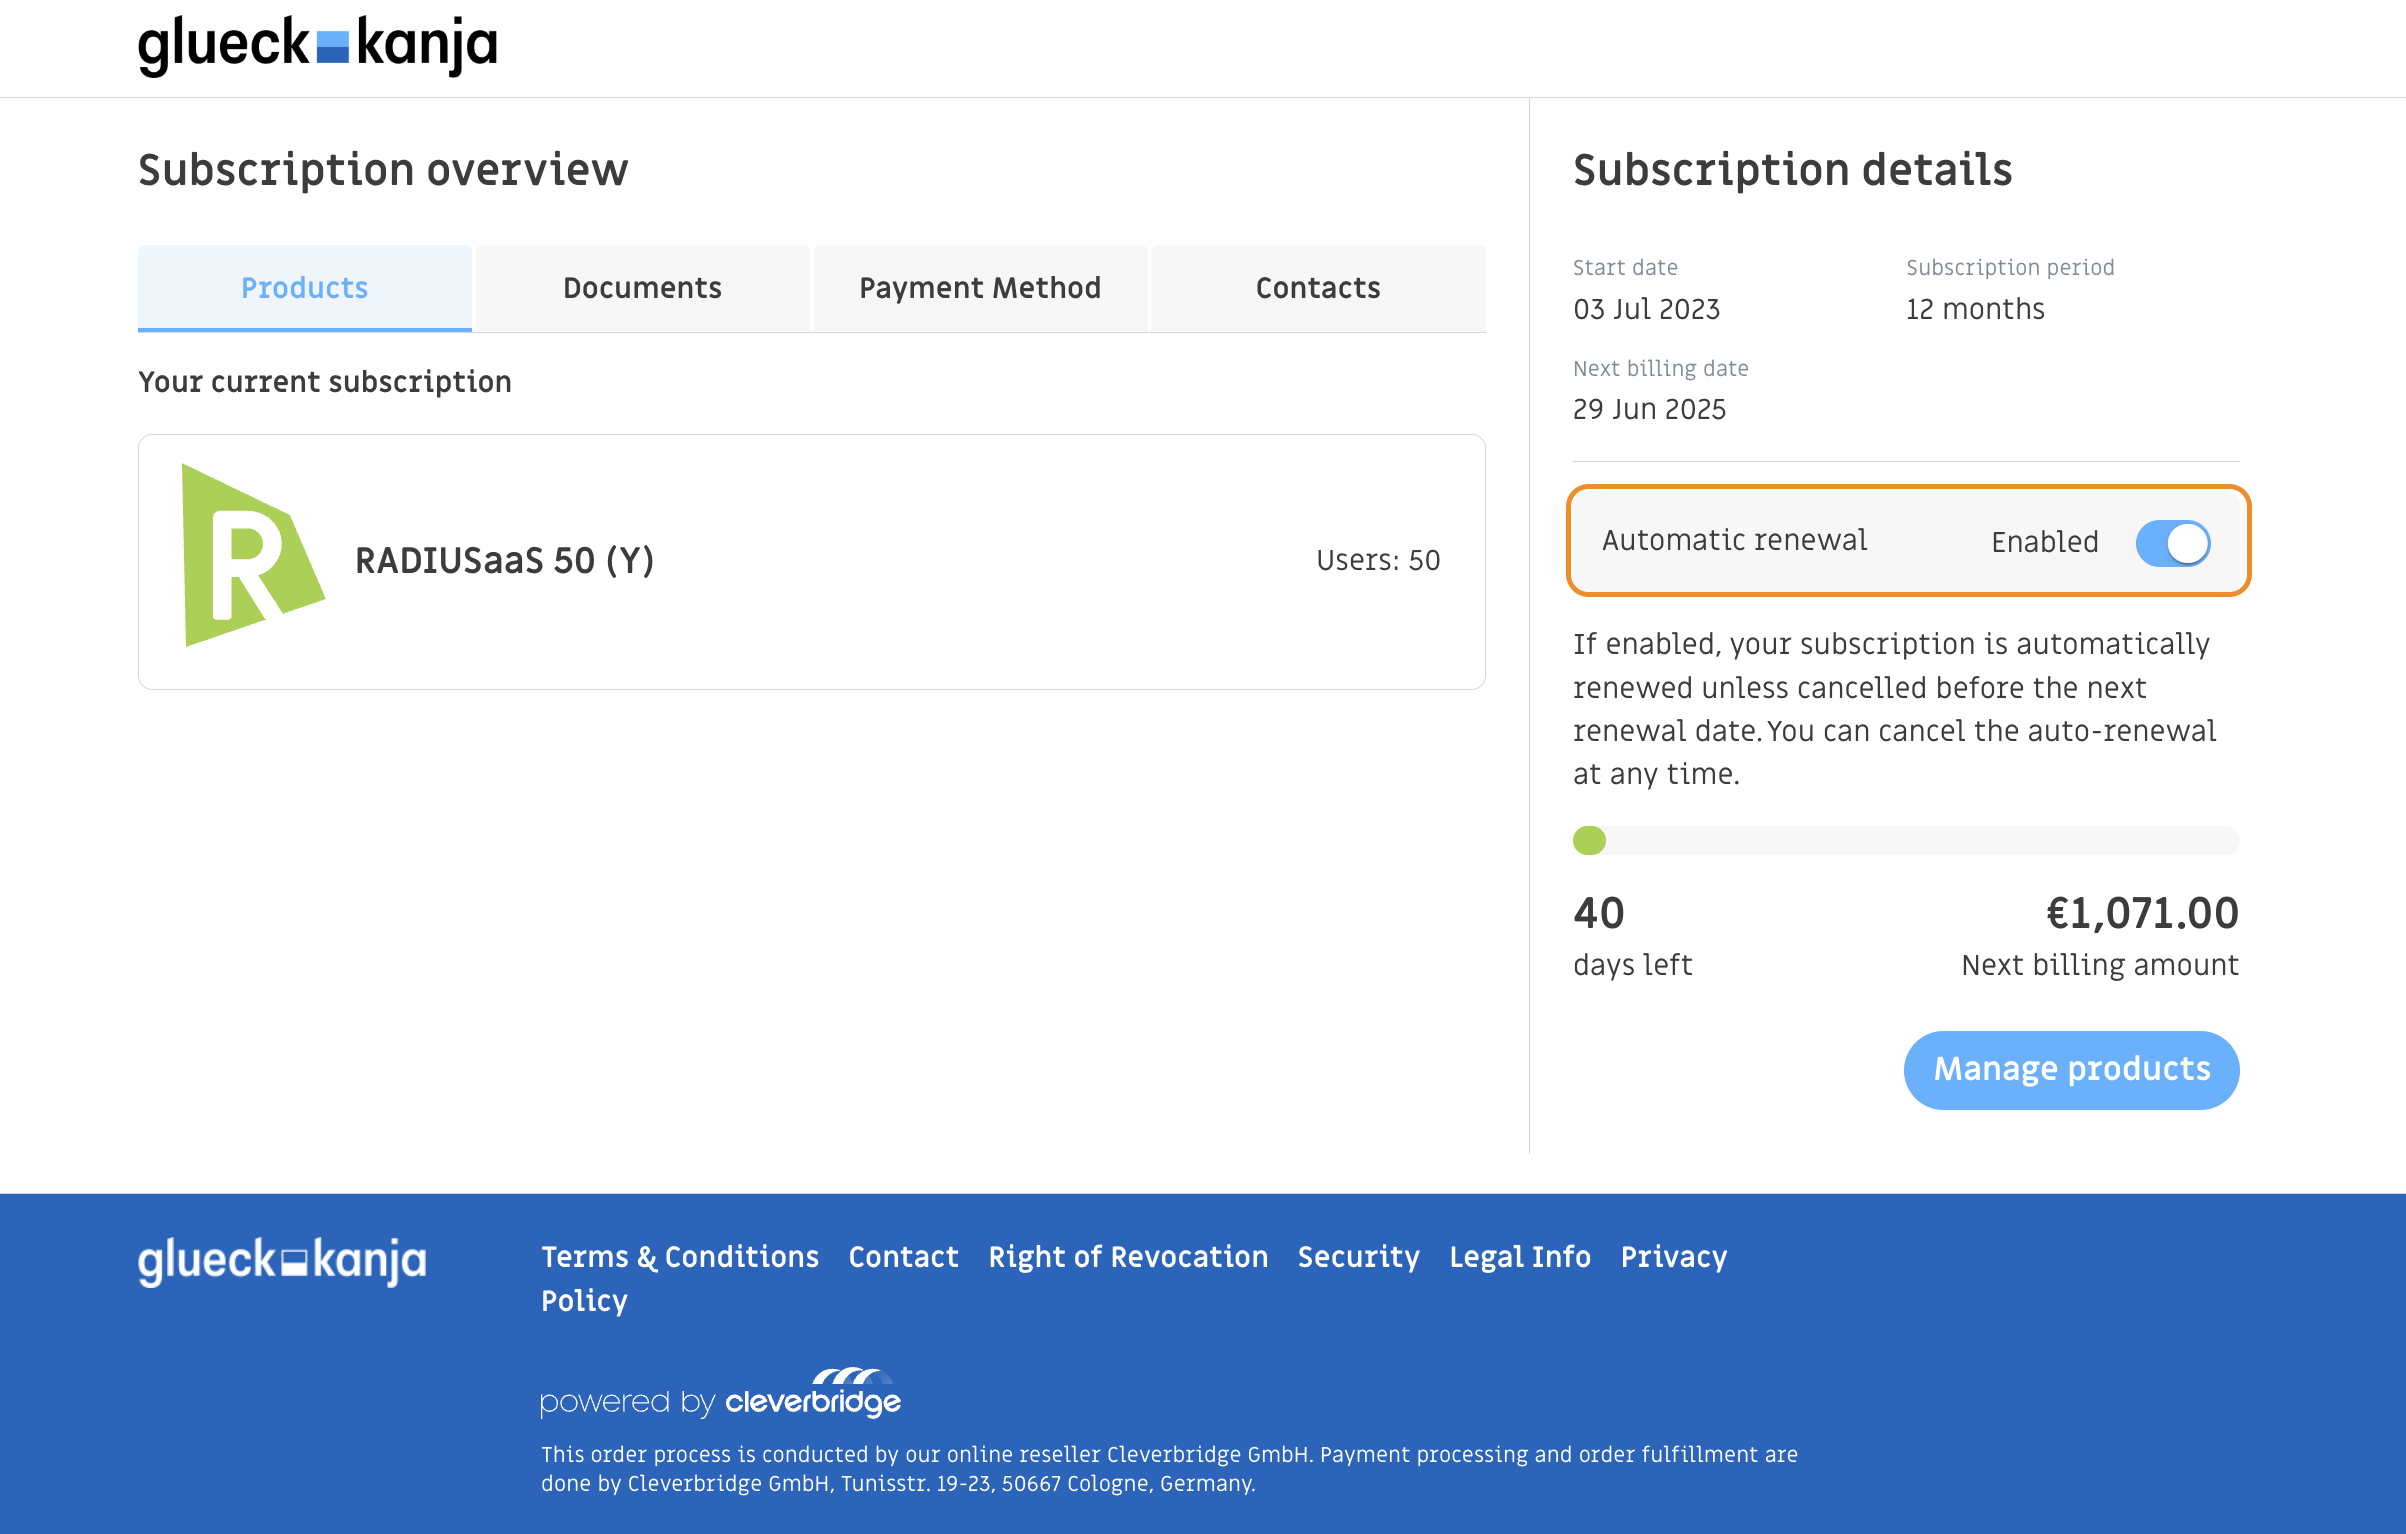 glueck kanja
Subscription overview
Products
Documents
Payment Method
Contacts
Your current subscription
R
RADIUSaaS 50 (Y)
Users: 50
Subscription details
Start date
Subscription period
03 Jul 2023
12 months
Next billing date
29 Jun 2025
Automatic renewal
Enabled
If enabled, your subscription is automatically
renewed unless cancelled before the next
renewal date. You can cancel the auto-renewal
at any time.
40
€1,071.00
days left
Next billing amount
Manage products
glueck kanja
Terms & Conditions Contact Right of Revocation Security Legal Info Privacy
Policy
powered by cleverbridge
This order process is conducted by our online reseller Cleverbridge GmbH. Payment processing and order fulfillment are
done by Cleverbridge GmbH, Tunisstr. 19-23, 50667 Cologne, Germany.